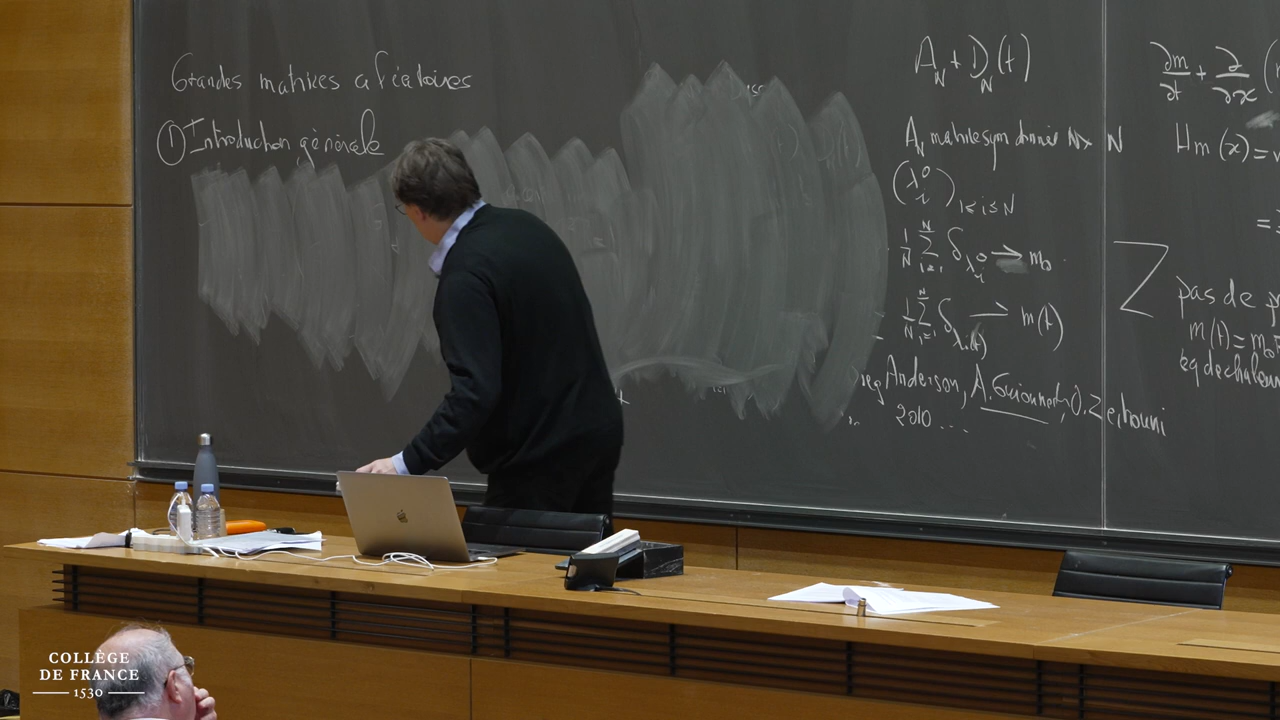 Grandes matrices aléatoires
① Introduction générale
A_N + D_N(t)
A_N matrice sym donnée N × N
(λ_i^0)_{1≤i≤N}
1/N Σ_{i=1}^N δ_{λ_i^0} → m_0
1/N Σ_{i=1}^N δ_{λ_i(t)} → m(t)
Anderson, A. Guionnet, O. Zeitouni
2010 ...
∂m/∂t + ∂/∂x (
Hm(x) =
=
pas de
m(t) = m_0
éq de chaleur
COLLÈGE
DE FRANCE
1530